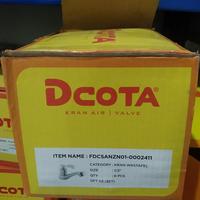 DCOTA
KRAN AIR | VALVE
ITEM NAME : FDCSANZN01-0002411
CATEGORY : KRAN WASTAFEL
SIZE : 1/2"
QTY : 6 PCS